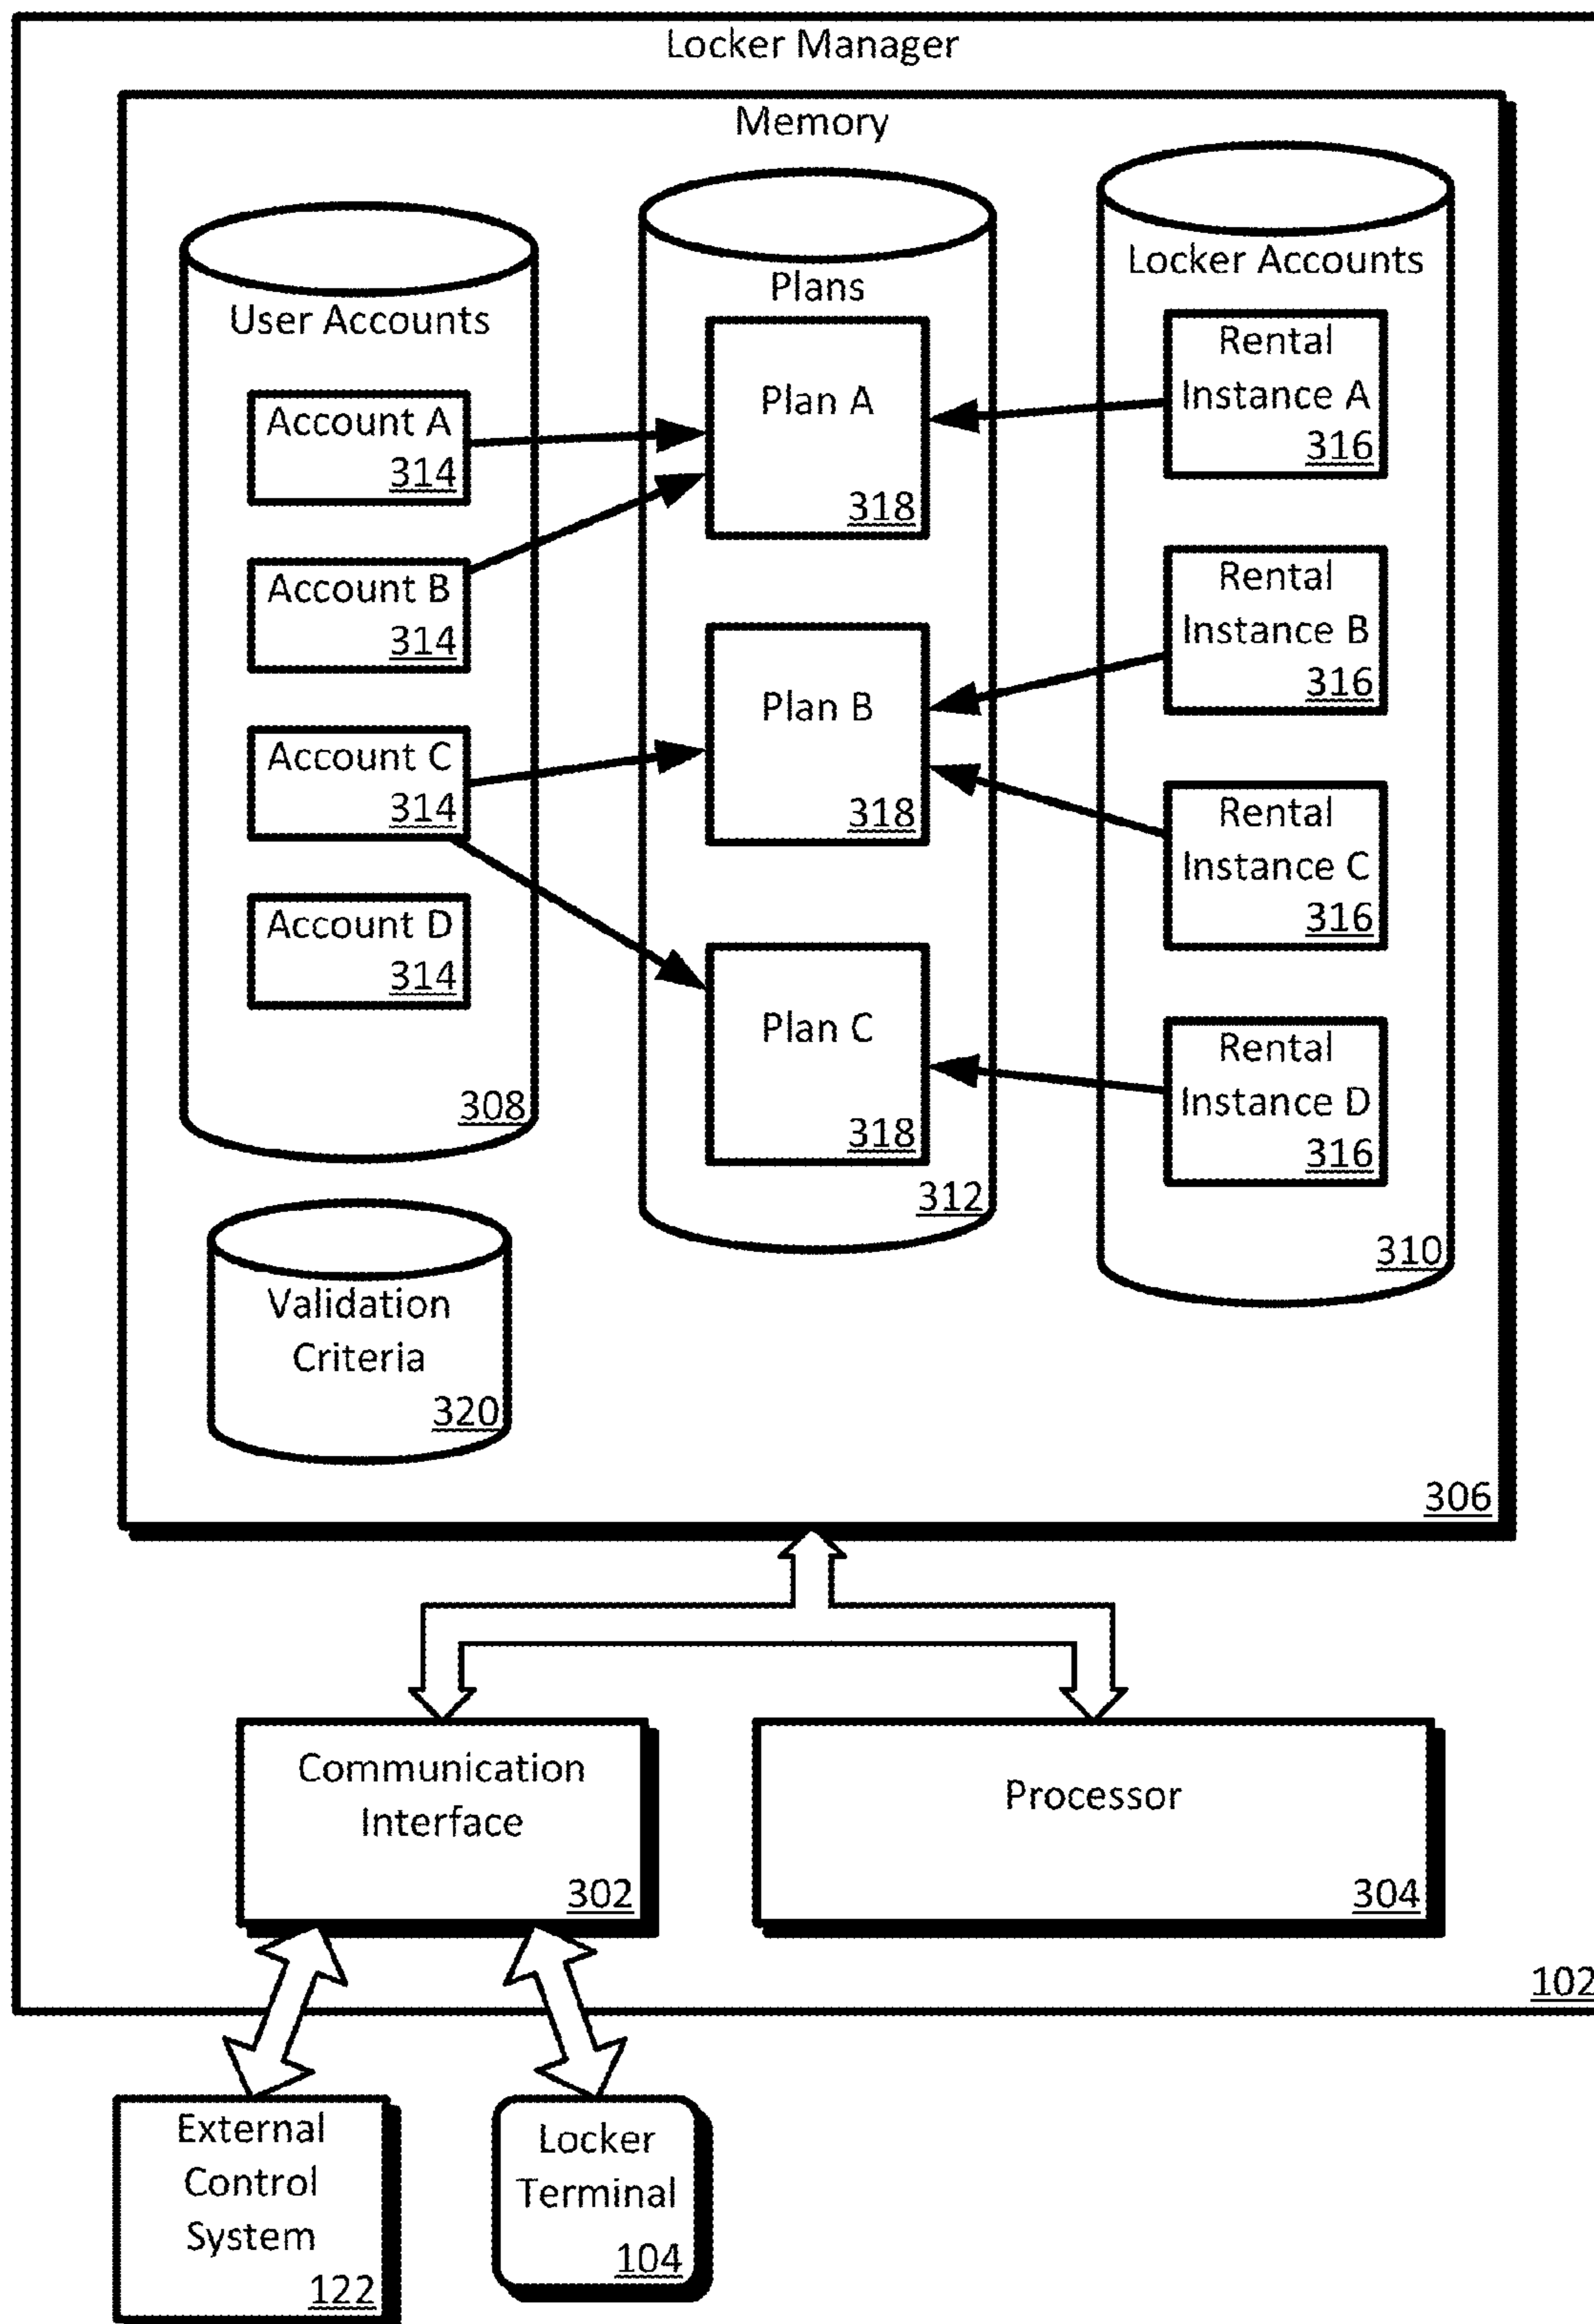 Locker Manager
Memory
User Accounts
Account A
314
Account B
314
Account C
314
Account D
314
308
Plans
Plan A
318
Plan B
318
Plan C
318
312
Locker Accounts
Rental
Instance A
316
Rental
Instance B
316
Rental
Instance C
316
Rental
Instance D
316
310
Validation
Criteria
320
306
Communication
Interface
302
Processor
304
102
External
Control
System
122
Locker
Terminal
104